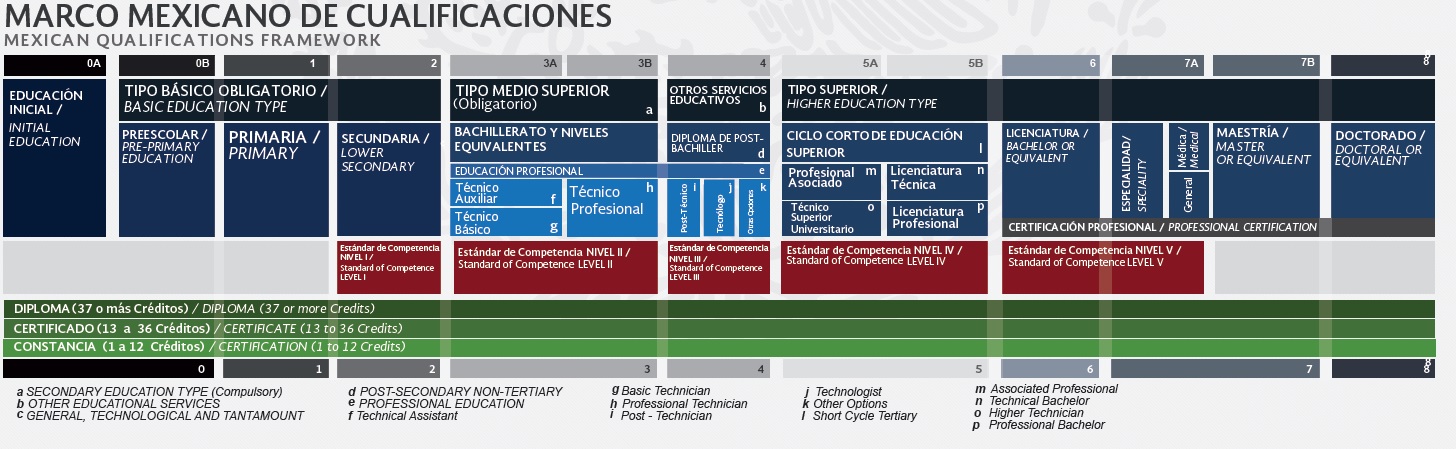 MARCO MEXICANO DE CUALIFICACIONES
MEXICAN QUALIFICATIONS FRAMEWORK
0A
0B
1
2
3A
3B
4
5A
5B
6
7A
7B
8
EDUCACIÓN
INICIAL /
INITIAL
EDUCATION
TIPO BÁSICO OBLIGATORIO /
BASIC EDUCATION TYPE
TIPO MEDIO SUPERIOR
(Obligatorio)
a
OTROS SERVICIOS
EDUCATIVOS
b
TIPO SUPERIOR /
HIGHER EDUCATION TYPE
PREESCOLAR /
PRE-PRIMARY
EDUCATION
PRIMARIA /
PRIMARY
SECUNDARIA /
LOWER
SECONDARY
BACHILLERATO Y NIVELES
EQUIVALENTES
DIPLOMA DE POST-
BACHILLER
d
EDUCACIÓN PROFESIONAL
e
Técnico
Auxiliar
f
Técnico
Básico
g
Técnico
Profesional
h
Post-Técnico
i
Tecnólogo
j
Otras Opciones
k
CICLO CORTO DE EDUCACIÓN
SUPERIOR
l
Profesional
Asociado
m
Licenciatura
Técnica
n
Técnico
Superior
Universitario
o
Licenciatura
Profesional
p
LICENCIATURA /
BACHELOR OR
EQUIVALENT
ESPECIALIDAD/
SPECIALITY
Médica /
Medical
General
MAESTRÍA /
MASTER
OR EQUIVALENT
DOCTORADO /
DOCTORAL OR
EQUIVALENT
CERTIFICACIÓN PROFESIONAL / PROFESSIONAL CERTIFICATION
Estándar de Competencia
NIVEL I /
Standard of Competence
LEVEL I
Estándar de Competencia NIVEL II /
Standard of Competence LEVEL II
Estándar de Competencia
NIVEL III /
Standard of Competence
LEVEL III
Estándar de Competencia NIVEL IV /
Standard of Competence LEVEL IV
Estándar de Competencia NIVEL V /
Standard of Competence LEVEL V
DIPLOMA (37 o más Créditos) / DIPLOMA (37 or more Credits)
CERTIFICADO (13 a 36 Créditos) / CERTIFICATE (13 to 36 Credits)
CONSTANCIA (1 a 12 Créditos) / CERTIFICATION (1 to 12 Credits)
0
1
2
3
4
5
6
7
8
a SECONDARY EDUCATION TYPE (Compulsory)
b OTHER EDUCATIONAL SERVICES
c GENERAL, TECHNOLOGICAL AND TANTAMOUNT
d POST-SECONDARY NON-TERTIARY
e PROFESSIONAL EDUCATION
f Technical Assistant
g Basic Technician
h Professional Technician
i Post - Technician
j Technologist
k Other Options
l Short Cycle Tertiary
m Associated Professional
n Technical Bachelor
o Higher Technician
p Professional Bachelor